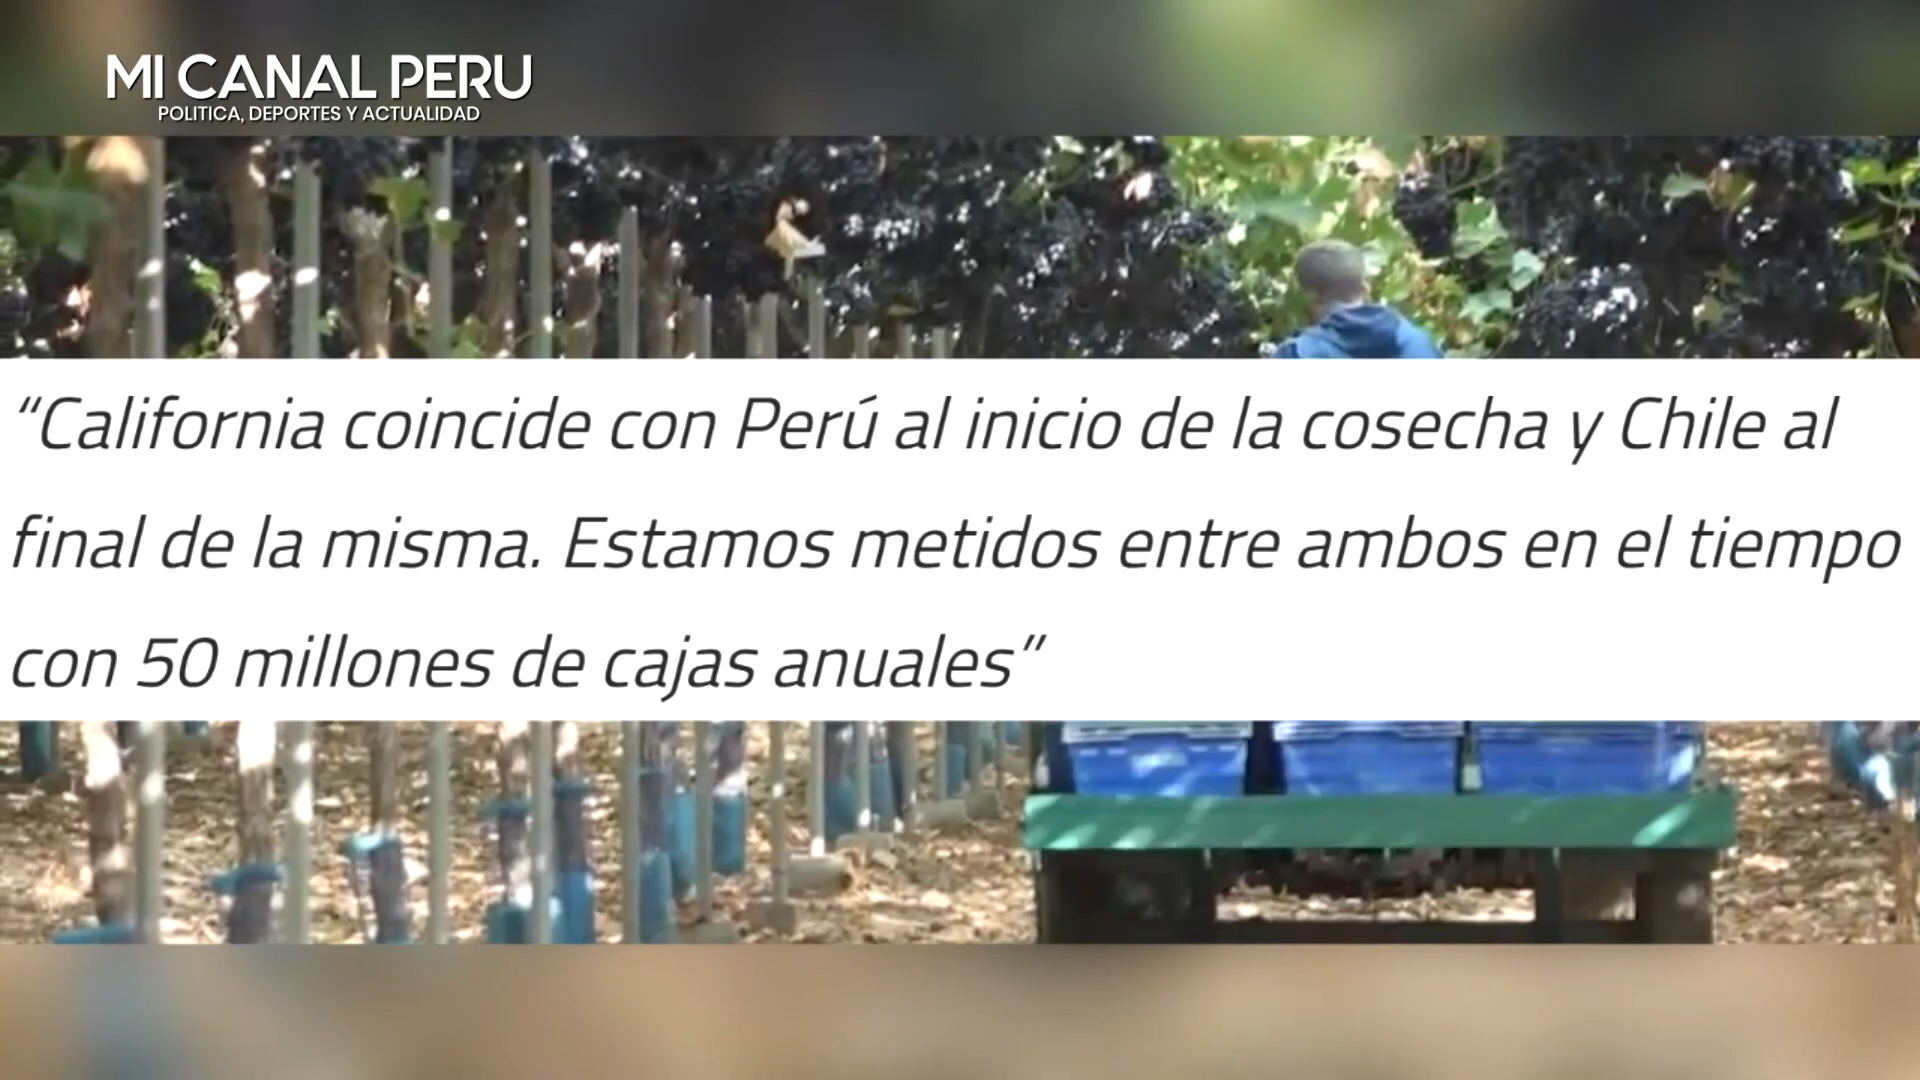 MI CANAL PERU
POLITICA, DEPORTES Y ACTUALIDAD
“California coincide con Perú al inicio de la cosecha y Chile al
final de la misma. Estamos metidos entre ambos en el tiempo
con 50 millones de cajas anuales”